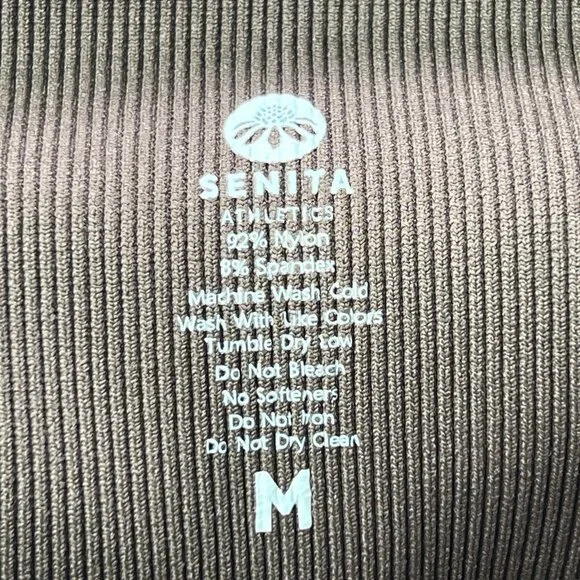 SENITA
ATHLETICS
92% Nylon
8% Spandex
Machine Wash Cold
Wash With Like Colors
Tumble Dry Low
Do Not Bleach
No Softeners
Do Not Iron
Do Not Dry Clean
M